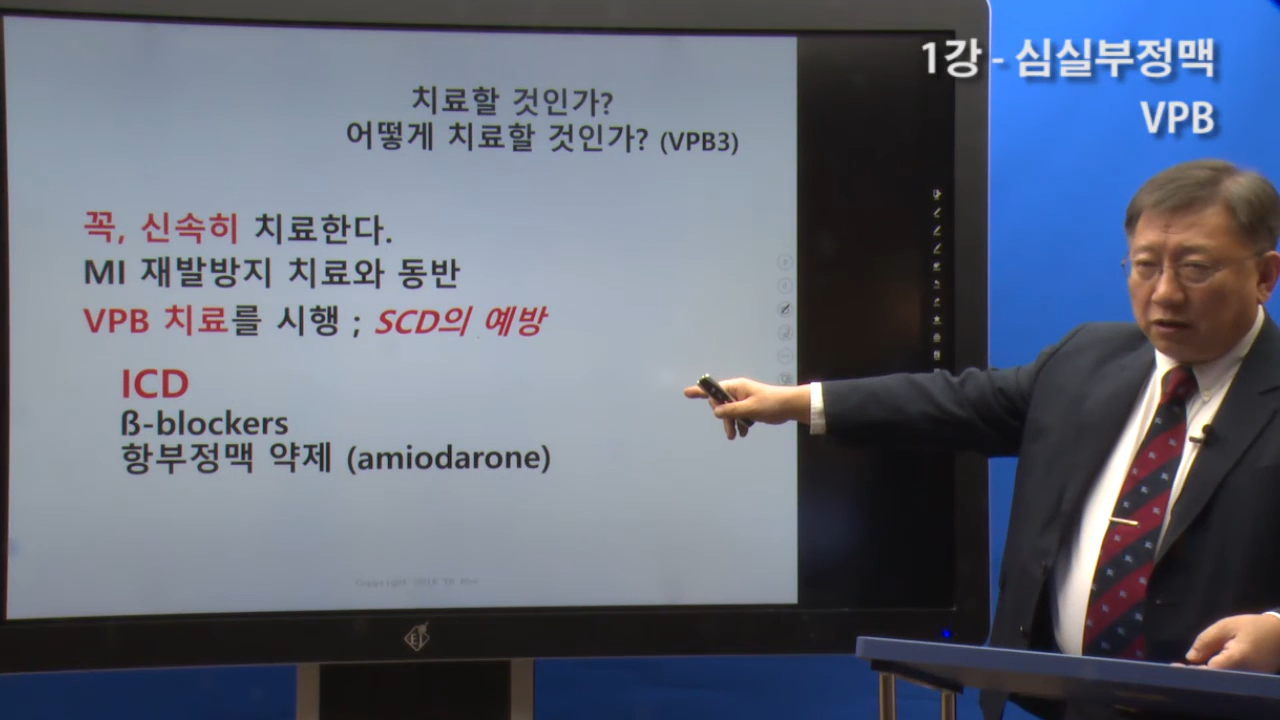 1강 - 심실부정맥
VPB
치료할 것인가?
어떻게 치료할 것인가? (VPB3)
꼭, 신속히 치료한다.
MI 재발방지 치료와 동반
VPB 치료를 시행 ; SCD의 예방
ICD
ß-blockers
항부정맥 약제 (amiodarone)
Copyright